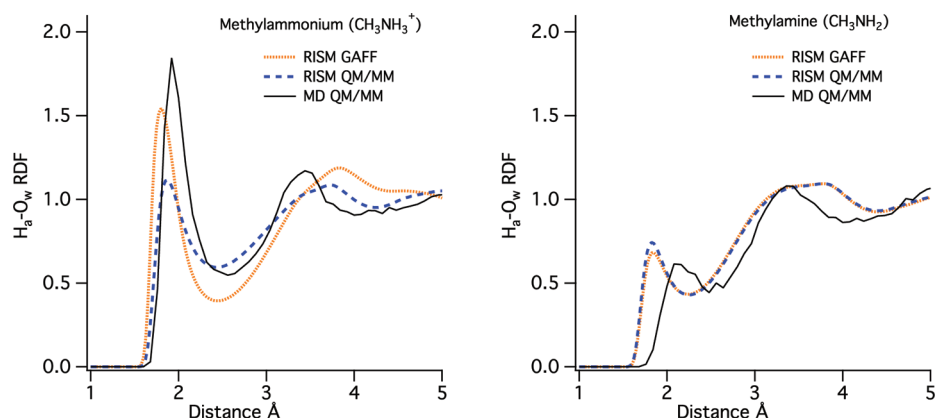 Methylammonium (CH₃NH₃⁺)
RISM GAFF
RISM QM/MM
MD QM/MM
2.0
1.5
1.0
0.5
0.0
Hₐ-O_w RDF
1 2 3 4 5
Distance Å
Methylamine (CH₃NH₂)
RISM GAFF
RISM QM/MM
MD QM/MM
2.0
1.5
1.0
0.5
0.0
Hₐ-O_w RDF
1 2 3 4 5
Distance Å